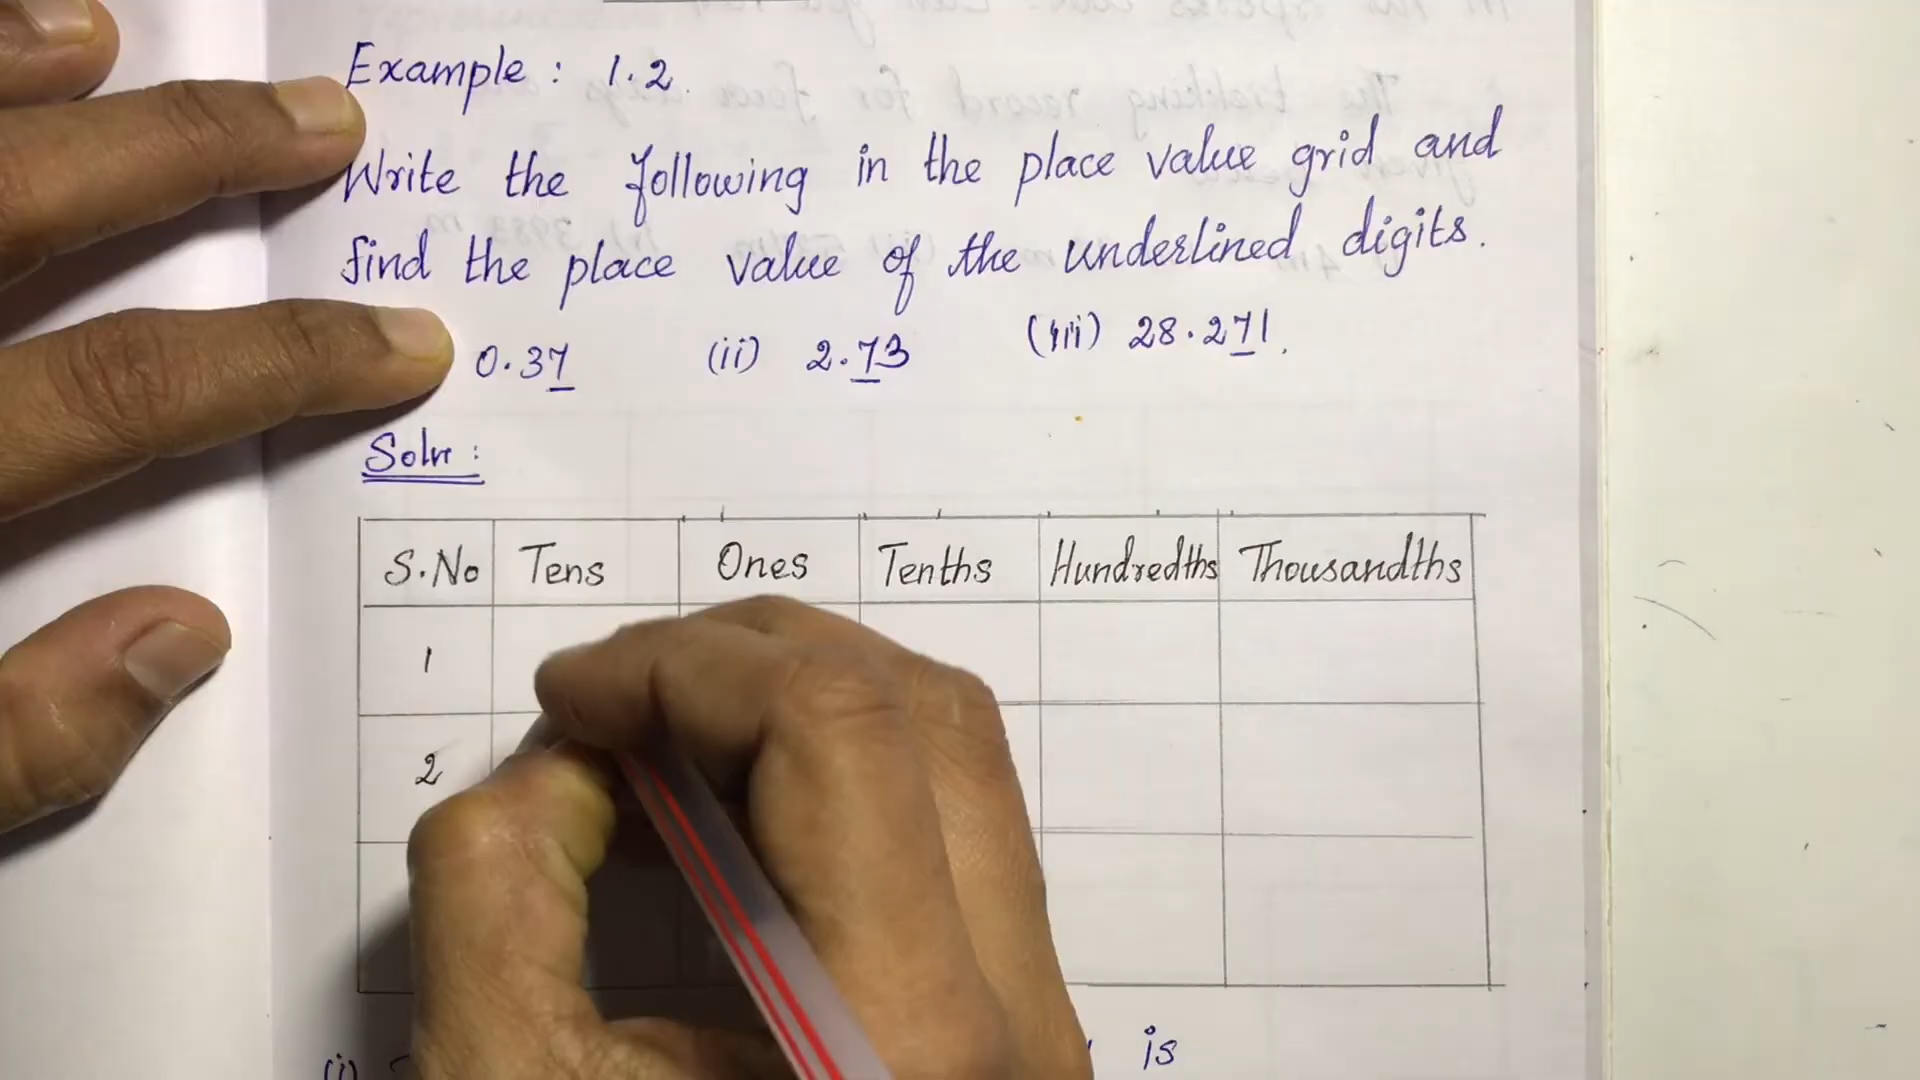 Example : 1.2.
Write the following in the place value grid and
find the place value of the underlined digits.
0.37 (ii) 2.73 (iii) 28.271.
Soln :
S.No Tens Ones Tenths Hundredths Thousandths
1
2
(i) is